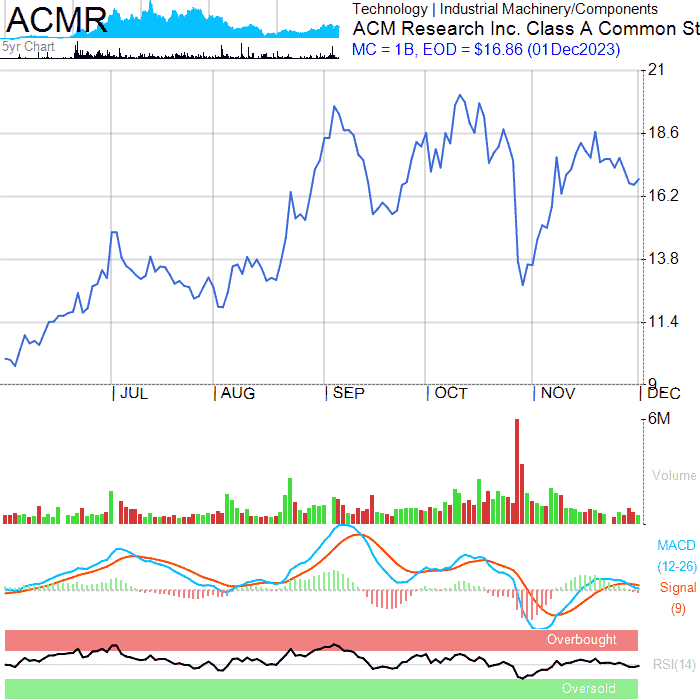 ACMR
5yr Chart
Technology | Industrial Machinery/Components
ACM Research Inc. Class A Common St
MC = 1B, EOD = $16.86 (01Dec2023)
21
18.6
16.2
13.8
11.4
9
JUL AUG SEP OCT NOV DEC
6M
Volume
MACD
(12-26)
Signal
(9)
Overbought
RSI(14)
Oversold